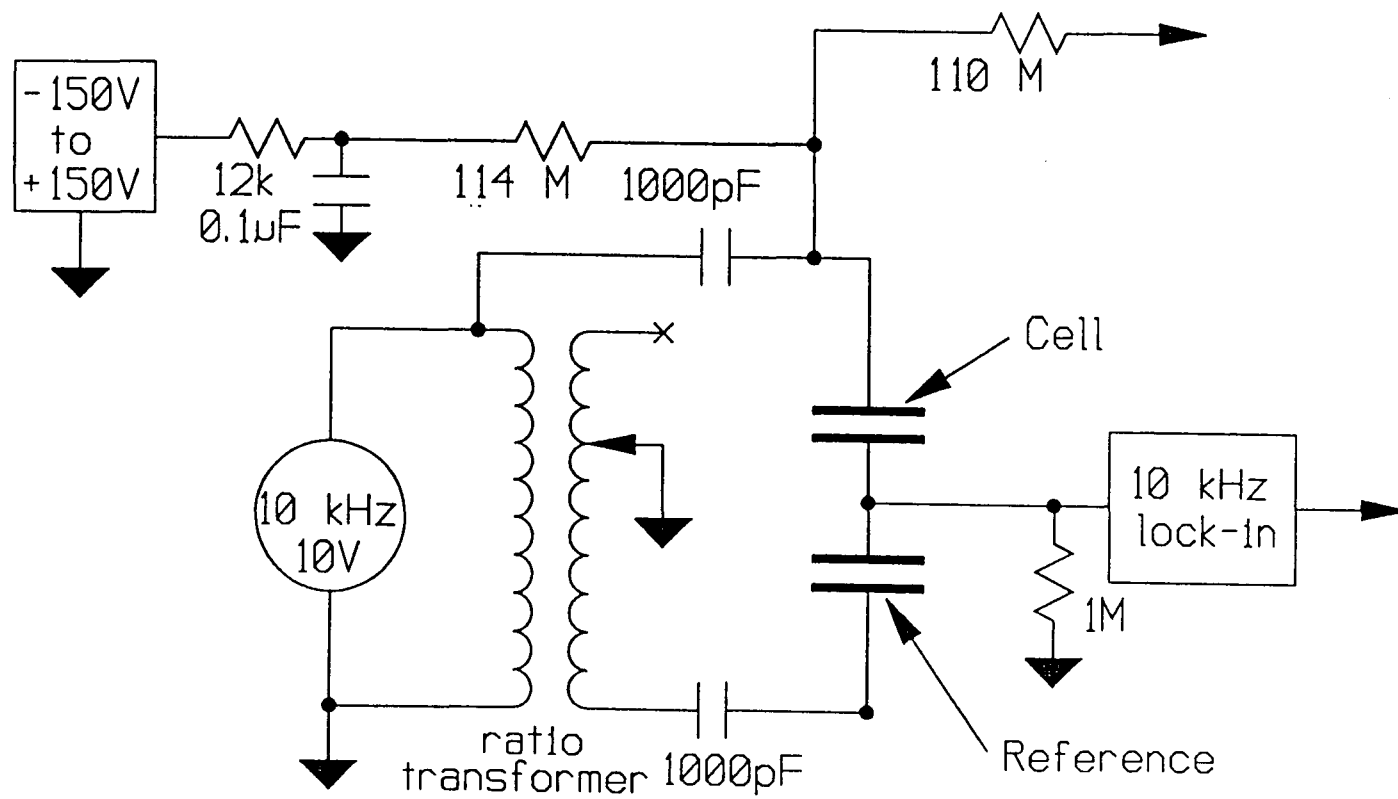 110 M
-150V
to
+150V
12k
0.1µF
114 M
1000pF
Cell
10 kHz
10V
10 kHz
lock-in
1M
ratio
transformer
1000pF
Reference